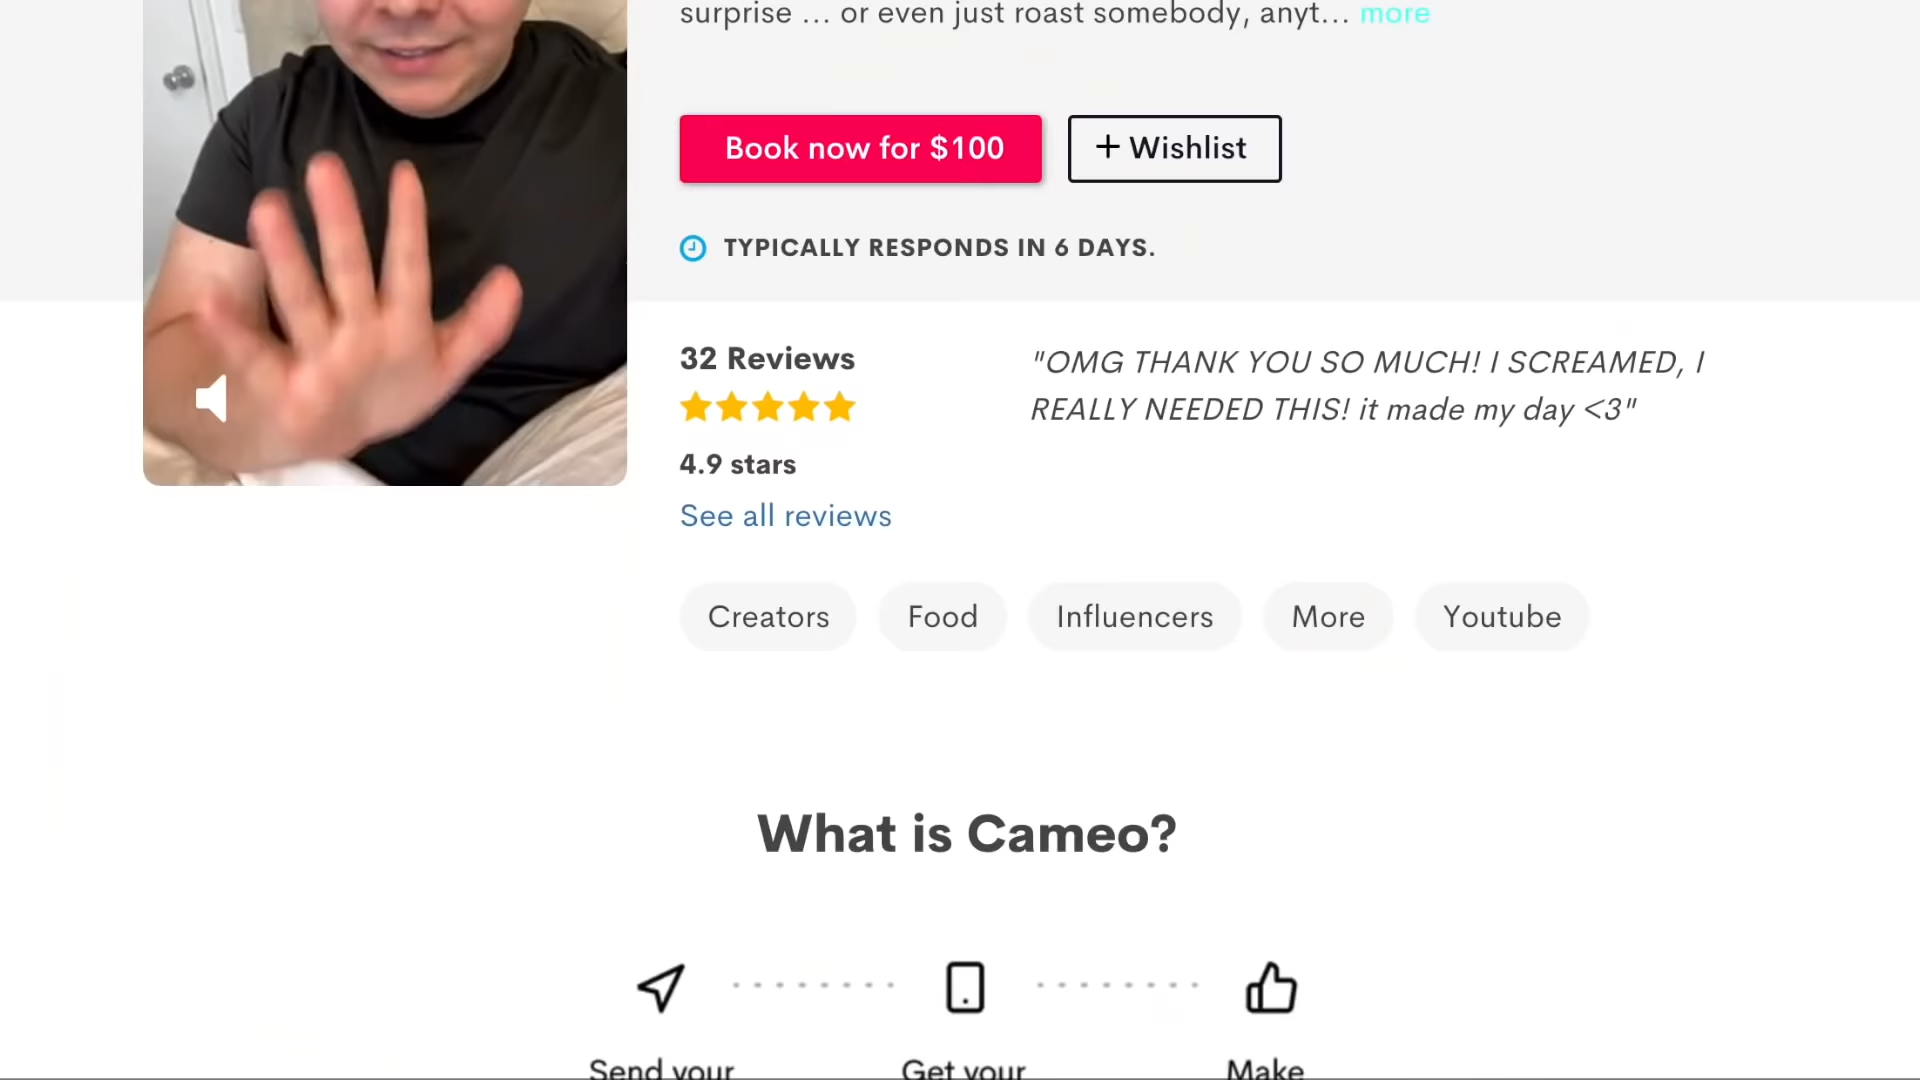 surprise ... or even just roast somebody, anyt... more
Book now for $100
+ Wishlist
TYPICALLY RESPONDS IN 6 DAYS.
32 Reviews
4.9 stars
See all reviews
"OMG THANK YOU SO MUCH! I SCREAMED, I
REALLY NEEDED THIS! it made my day <3"
Creators
Food
Influencers
More
Youtube
What is Cameo?
Send your
Get your
Make